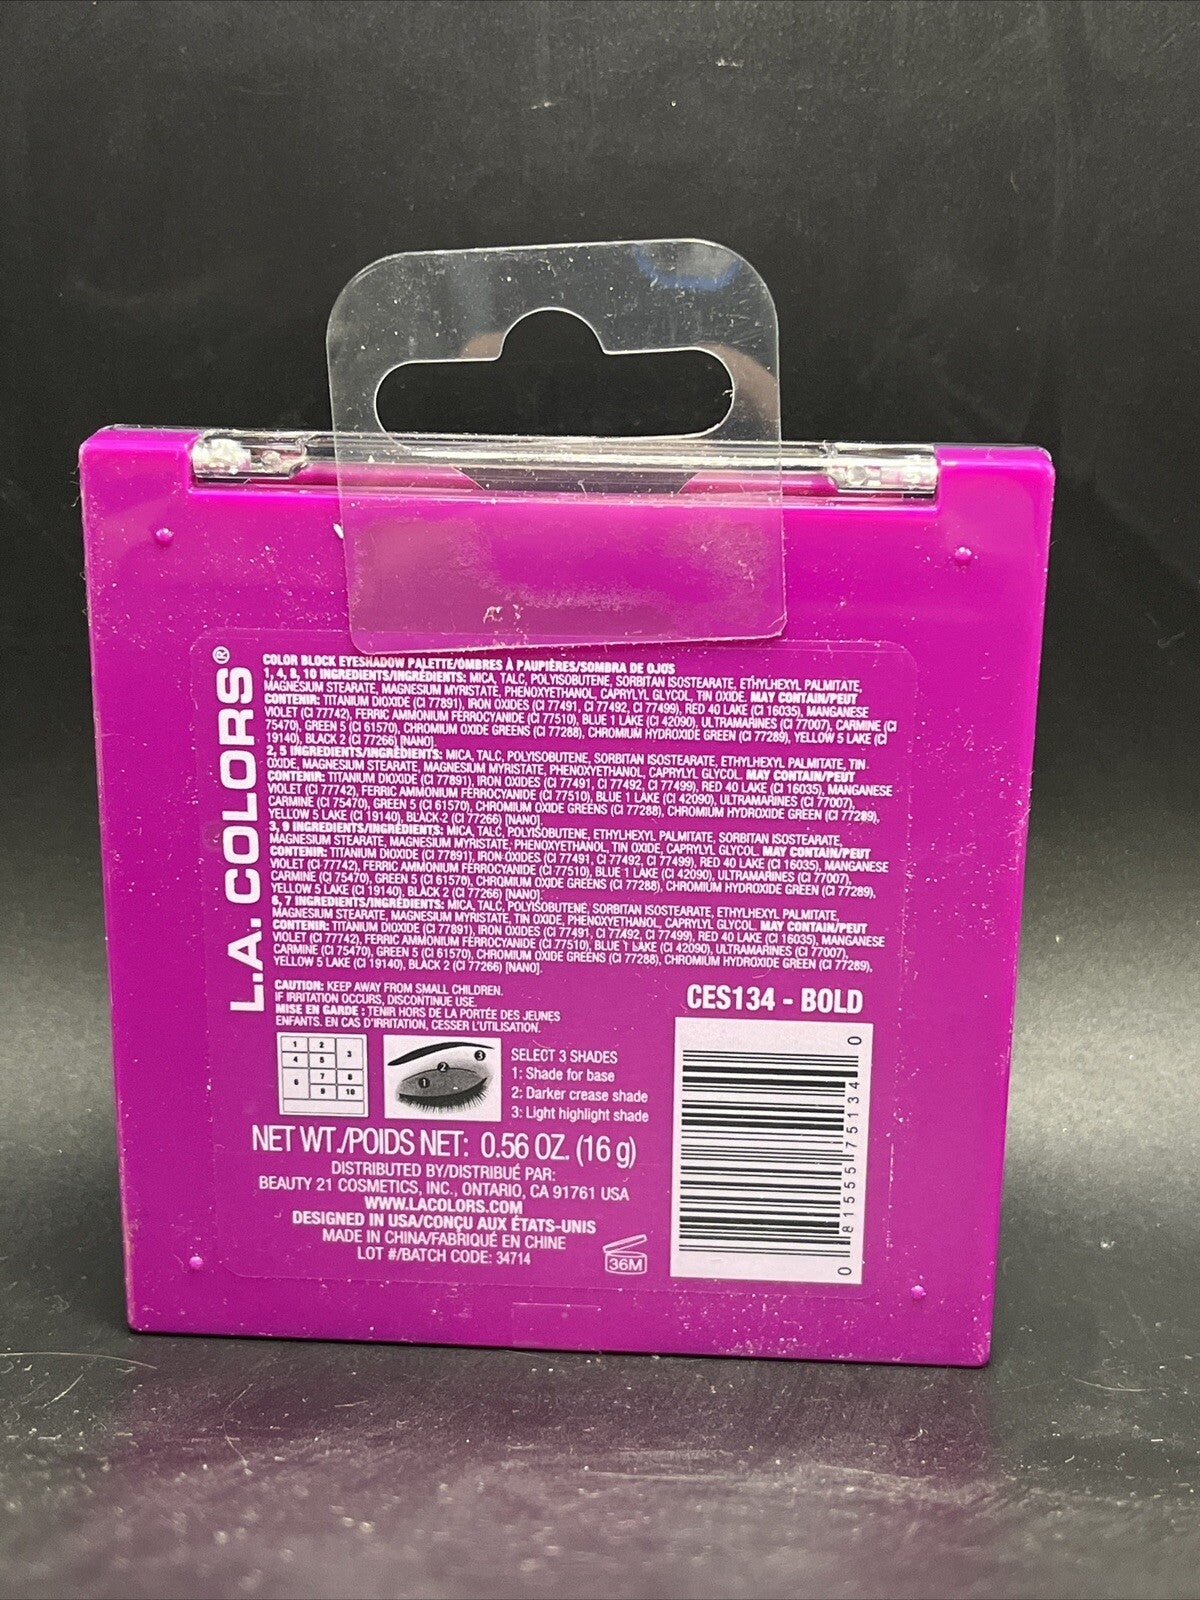 L.A. COLORS®
COLOR BLOCK EYESHADOW PALETTE/OMBRES À PAUPIÈRES/SOMBRA DE OJOS
1, 4, 8, 10 INGREDIENTS/INGRÉDIENTS: MICA, TALC, POLYISOBUTENE, SORBITAN ISOSTEARATE, ETHYLHEXYL PALMITATE,
MAGNESIUM STEARATE, MAGNESIUM MYRISTATE, PHENOXYETHANOL, CAPRYLYL GLYCOL, TIN OXIDE. MAY CONTAIN/PEUT
CONTENIR: TITANIUM DIOXIDE (CI 77891), IRON OXIDES (CI 77491, CI 77492, CI 77499), RED 40 LAKE (CI 16035), MANGANESE
VIOLET (CI 77742), FERRIC AMMONIUM FERROCYANIDE (CI 77510), BLUE 1 LAKE (CI 42090), ULTRAMARINES (CI 77007), CARMINE (CI
75470), GREEN 5 (CI 61570), CHROMIUM OXIDE GREENS (CI 77288), CHROMIUM HYDROXIDE GREEN (CI 77289), YELLOW 5 LAKE (CI
19140), BLACK 2 (CI 77266) [NANO].
2, 5 INGREDIENTS/INGRÉDIENTS: MICA, TALC, POLYISOBUTENE, SORBITAN ISOSTEARATE, ETHYLHEXYL PALMITATE, TIN
OXIDE, MAGNESIUM STEARATE, MAGNESIUM MYRISTATE, PHENOXYETHANOL, CAPRYLYL GLYCOL. MAY CONTAIN/PEUT
CONTENIR: TITANIUM DIOXIDE (CI 77891), IRON OXIDES (CI 77491, CI 77492, CI 77499), RED 40 LAKE (CI 16035), MANGANESE
VIOLET (CI 77742), FERRIC AMMONIUM FERROCYANIDE (CI 77510), BLUE 1 LAKE (CI 42090), ULTRAMARINES (CI 77007),
CARMINE (CI 75470), GREEN 5 (CI 61570), CHROMIUM OXIDE GREENS (CI 77288), CHROMIUM HYDROXIDE GREEN (CI 77289),
YELLOW 5 LAKE (CI 19140), BLACK 2 (CI 77266) [NANO].
3, 9 INGREDIENTS/INGRÉDIENTS: MICA, TALC, POLYISOBUTENE, ETHYLHEXYL PALMITATE, SORBITAN ISOSTEARATE,
MAGNESIUM STEARATE, MAGNESIUM MYRISTATE, PHENOXYETHANOL, TIN OXIDE, CAPRYLYL GLYCOL. MAY CONTAIN/PEUT
CONTENIR: TITANIUM DIOXIDE (CI 77891), IRON OXIDES (CI 77491, CI 77492, CI 77499), RED 40 LAKE (CI 16035), MANGANESE
VIOLET (CI 77742), FERRIC AMMONIUM FERROCYANIDE (CI 77510), BLUE 1 LAKE (CI 42090), ULTRAMARINES (CI 77007),
CARMINE (CI 75470), GREEN 5 (CI 61570), CHROMIUM OXIDE GREENS (CI 77288), CHROMIUM HYDROXIDE GREEN (CI 77289),
YELLOW 5 LAKE (CI 19140), BLACK 2 (CI 77266) [NANO].
6, 7 INGREDIENTS/INGRÉDIENTS: MICA, TALC, POLYISOBUTENE, SORBITAN ISOSTEARATE, ETHYLHEXYL PALMITATE,
MAGNESIUM STEARATE, MAGNESIUM MYRISTATE, TIN OXIDE, PHENOXYETHANOL, CAPRYLYL GLYCOL. MAY CONTAIN/PEUT
CONTENIR: TITANIUM DIOXIDE (CI 77891), IRON OXIDES (CI 77491, CI 77492, CI 77499), RED 40 LAKE (CI 16035), MANGANESE
VIOLET (CI 77742), FERRIC AMMONIUM FERROCYANIDE (CI 77510), BLUE 1 LAKE (CI 42090), ULTRAMARINES (CI 77007),
CARMINE (CI 75470), GREEN 5 (CI 61570), CHROMIUM OXIDE GREENS (CI 77288), CHROMIUM HYDROXIDE GREEN (CI 77289),
YELLOW 5 LAKE (CI 19140), BLACK 2 (CI 77266) [NANO].
CAUTION: KEEP AWAY FROM SMALL CHILDREN.
IF IRRITATION OCCURS, DISCONTINUE USE.
MISE EN GARDE : TENIR HORS DE LA PORTÉE DES JEUNES
ENFANTS. EN CAS D'IRRITATION, CESSER L'UTILISATION.
CES134 - BOLD
1 2 3
4 5
6 7 8
9 10
1 2 3
SELECT 3 SHADES
1: Shade for base
2: Darker crease shade
3: Light highlight shade
NET WT./POIDS NET: 0.56 OZ. (16 g)
DISTRIBUTED BY/DISTRIBUÉ PAR:
BEAUTY 21 COSMETICS, INC., ONTARIO, CA 91761 USA
WWW.LACOLORS.COM
DESIGNED IN USA/CONÇU AUX ÉTATS-UNIS
MADE IN CHINA/FABRIQUÉ EN CHINE
LOT #/BATCH CODE: 34714
36M
0 81555 75134 0